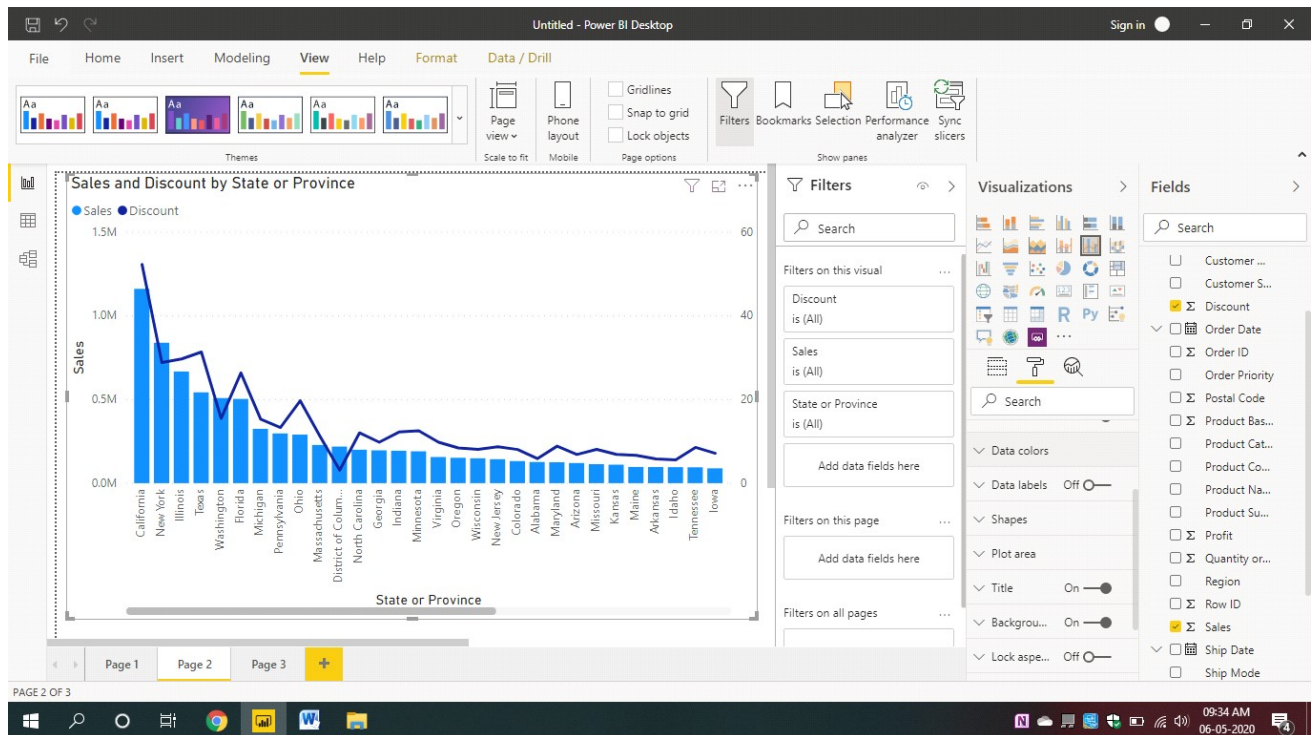 Untitled - Power BI Desktop
Sign in
File Home Insert Modeling View Help Format Data / Drill
Aa Aa Aa Aa Aa Aa
Themes
Page view
Scale to fit
Phone layout
Mobile
Gridlines
Snap to grid
Lock objects
Page options
Filters Bookmarks Selection Performance analyzer Sync slicers
Show panes
Sales and Discount by State or Province
Sales Discount
1.5M
1.0M
0.5M
0.0M
Sales
60
40
20
0
California
New York
Illinois
Texas
Washington
Florida
Michigan
Pennsylvania
Ohio
Massachusetts
District of Colum...
North Carolina
Georgia
Indiana
Minnesota
Virginia
Oregon
Wisconsin
New Jersey
Colorado
Alabama
Maryland
Arizona
Missouri
Kansas
Maine
Arkansas
Idaho
Tennessee
Iowa
State or Province
Filters
Search
Filters on this visual ...
Discount
is (All)
Sales
is (All)
State or Province
is (All)
Add data fields here
Filters on this page ...
Add data fields here
Filters on all pages ...
Visualizations
R Py
...
Search
Data colors
Data labels Off
Shapes
Plot area
Title On
Backgrou... On
Lock aspe... Off
Fields
Search
Customer ...
Customer S...
Σ Discount
Order Date
Σ Order ID
Order Priority
Σ Postal Code
Σ Product Bas...
Product Cat...
Product Co...
Product Na...
Product Su...
Σ Profit
Σ Quantity or...
Region
Σ Row ID
Σ Sales
Ship Date
Ship Mode
Page 1 Page 2 Page 3 +
PAGE 2 OF 3
W
N
09:34 AM
06-05-2020
4